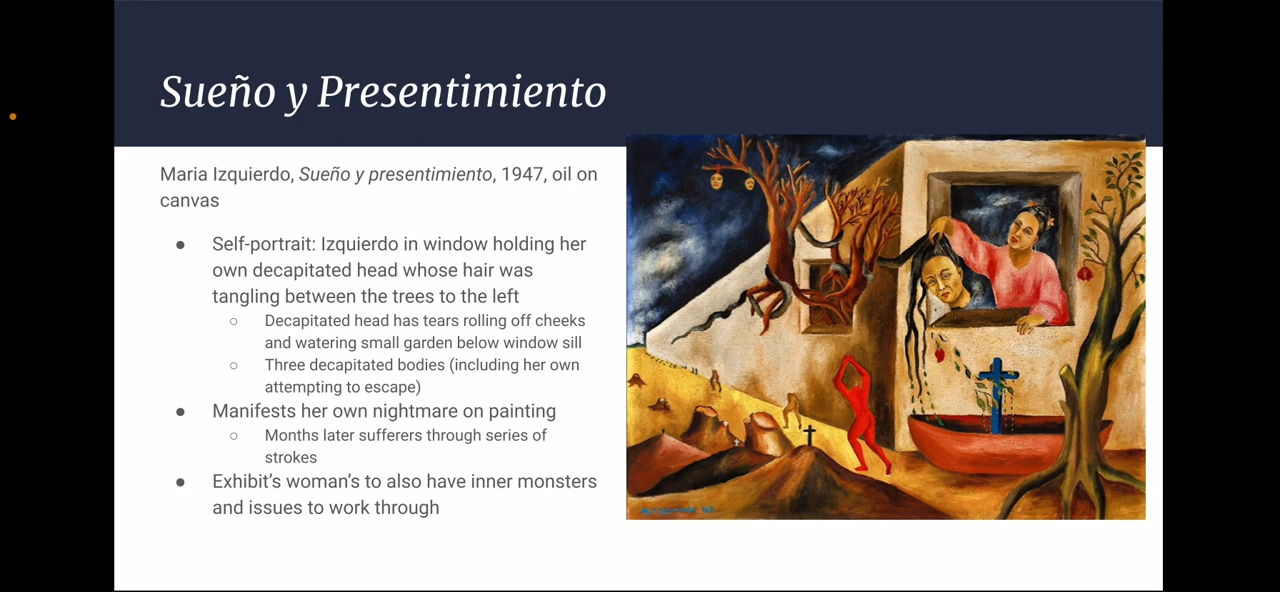 Sueño y Presentimiento
Maria Izquierdo, Sueño y presentimiento, 1947, oil on
canvas
● Self-portrait: Izquierdo in window holding her
own decapitated head whose hair was
tangling between the trees to the left
○ Decapitated head has tears rolling off cheeks
and watering small garden below window sill
○ Three decapitated bodies (including her own
attempting to escape)
● Manifests her own nightmare on painting
○ Months later sufferers through series of
strokes
● Exhibit’s woman’s to also have inner monsters
and issues to work through